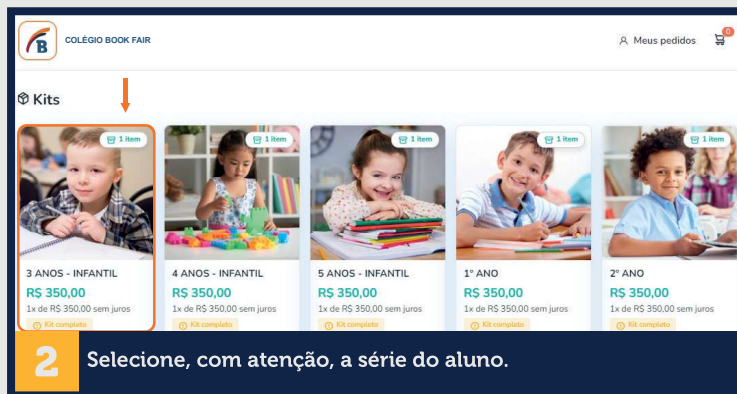 B
COLÉGIO BOOK FAIR
Meus pedidos
0
Kits
1 item
1 item
1 item
1 item
1 item
3 ANOS - INFANTIL
R$ 350,00
1x de R$ 350,00 sem juros
Kit completo
4 ANOS - INFANTIL
R$ 350,00
1x de R$ 350,00 sem juros
Kit completo
5 ANOS - INFANTIL
R$ 350,00
1x de R$ 350,00 sem juros
Kit completo
1º ANO
R$ 350,00
1x de R$ 350,00 sem juros
Kit completo
2º ANO
R$ 350,00
1x de R$ 350,00 sem juros
Kit completo
2
Selecione, com atenção, a série do aluno.